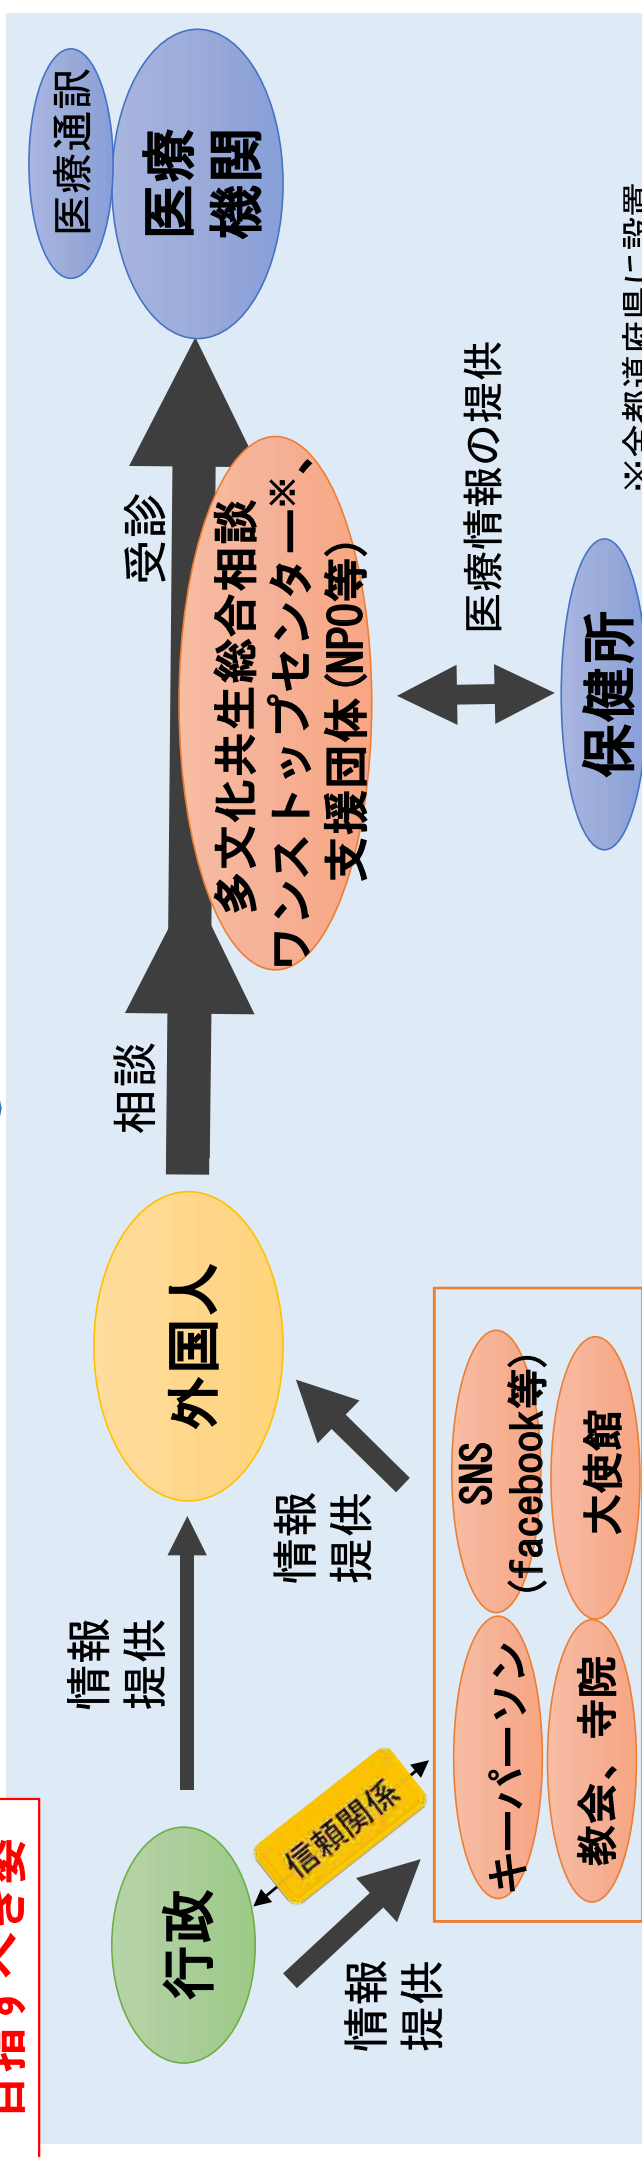 目指すべき姿
行政
情報
提供
情報
提供
信頼関係
外国人
情報
提供
キーパーソン
SNS
(facebook等)
教会、寺院
大使館
相談
受診
多文化共生総合相談
ワンストップセンター※、
支援団体(NPO等)
医療通訳
医療
機関
医療情報の提供
保健所
※全都道府県に設置